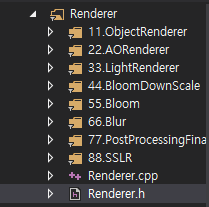 Renderer
11.ObjectRenderer
22.AORenderer
33.LightRenderer
44.BloomDownScale
55.Bloom
66.Blur
77.PostProcessingFina
88.SSLR
Renderer.cpp
Renderer.h